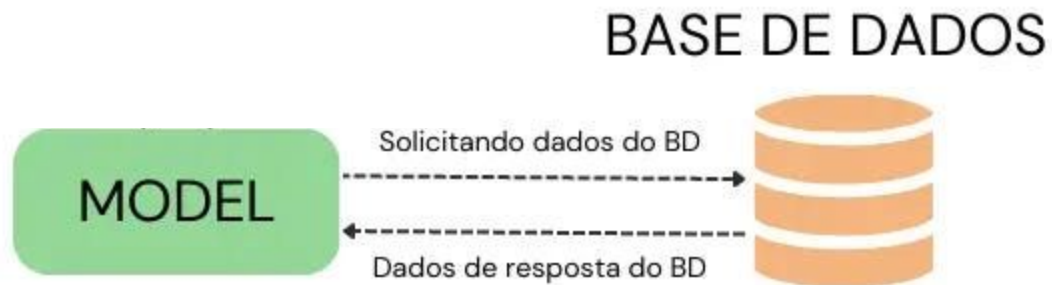 BASE DE DADOS
Solicitando dados do BD
MODEL
Dados de resposta do BD